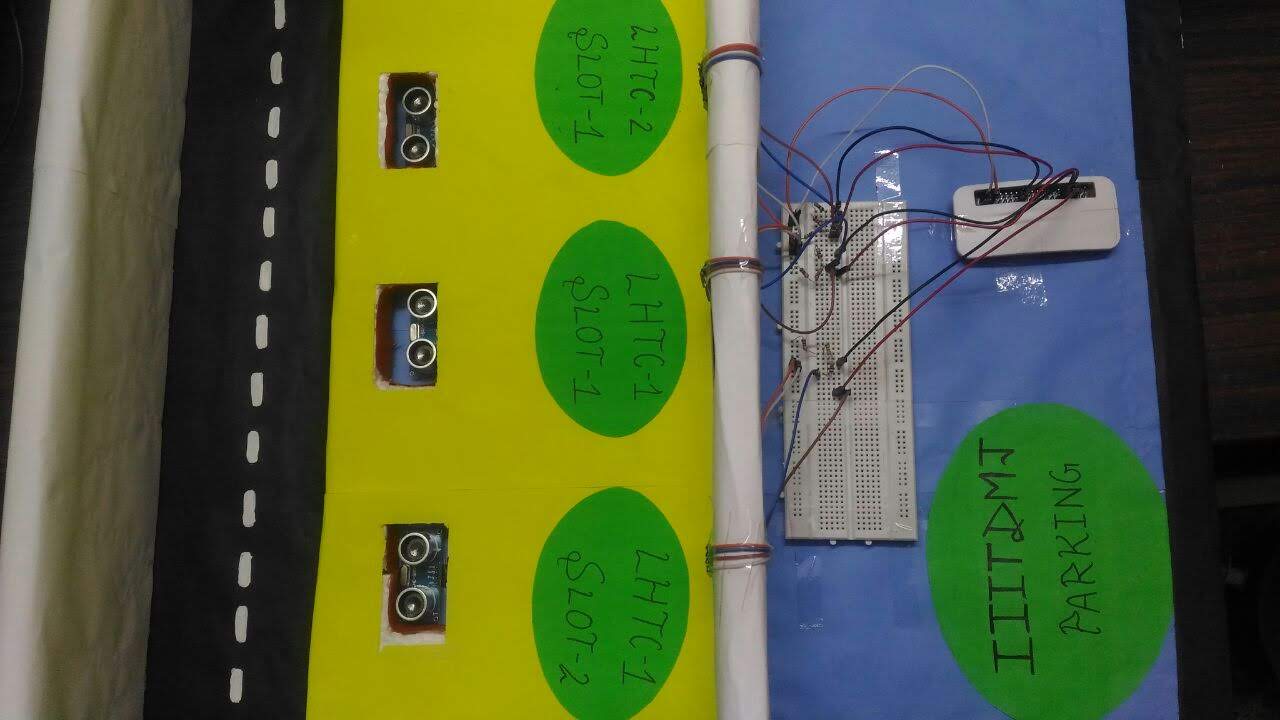 LHTC-2
SLOT-1
LHTC-1
SLOT-1
LHTC-1
SLOT-2
IIITDMJ
PARKING